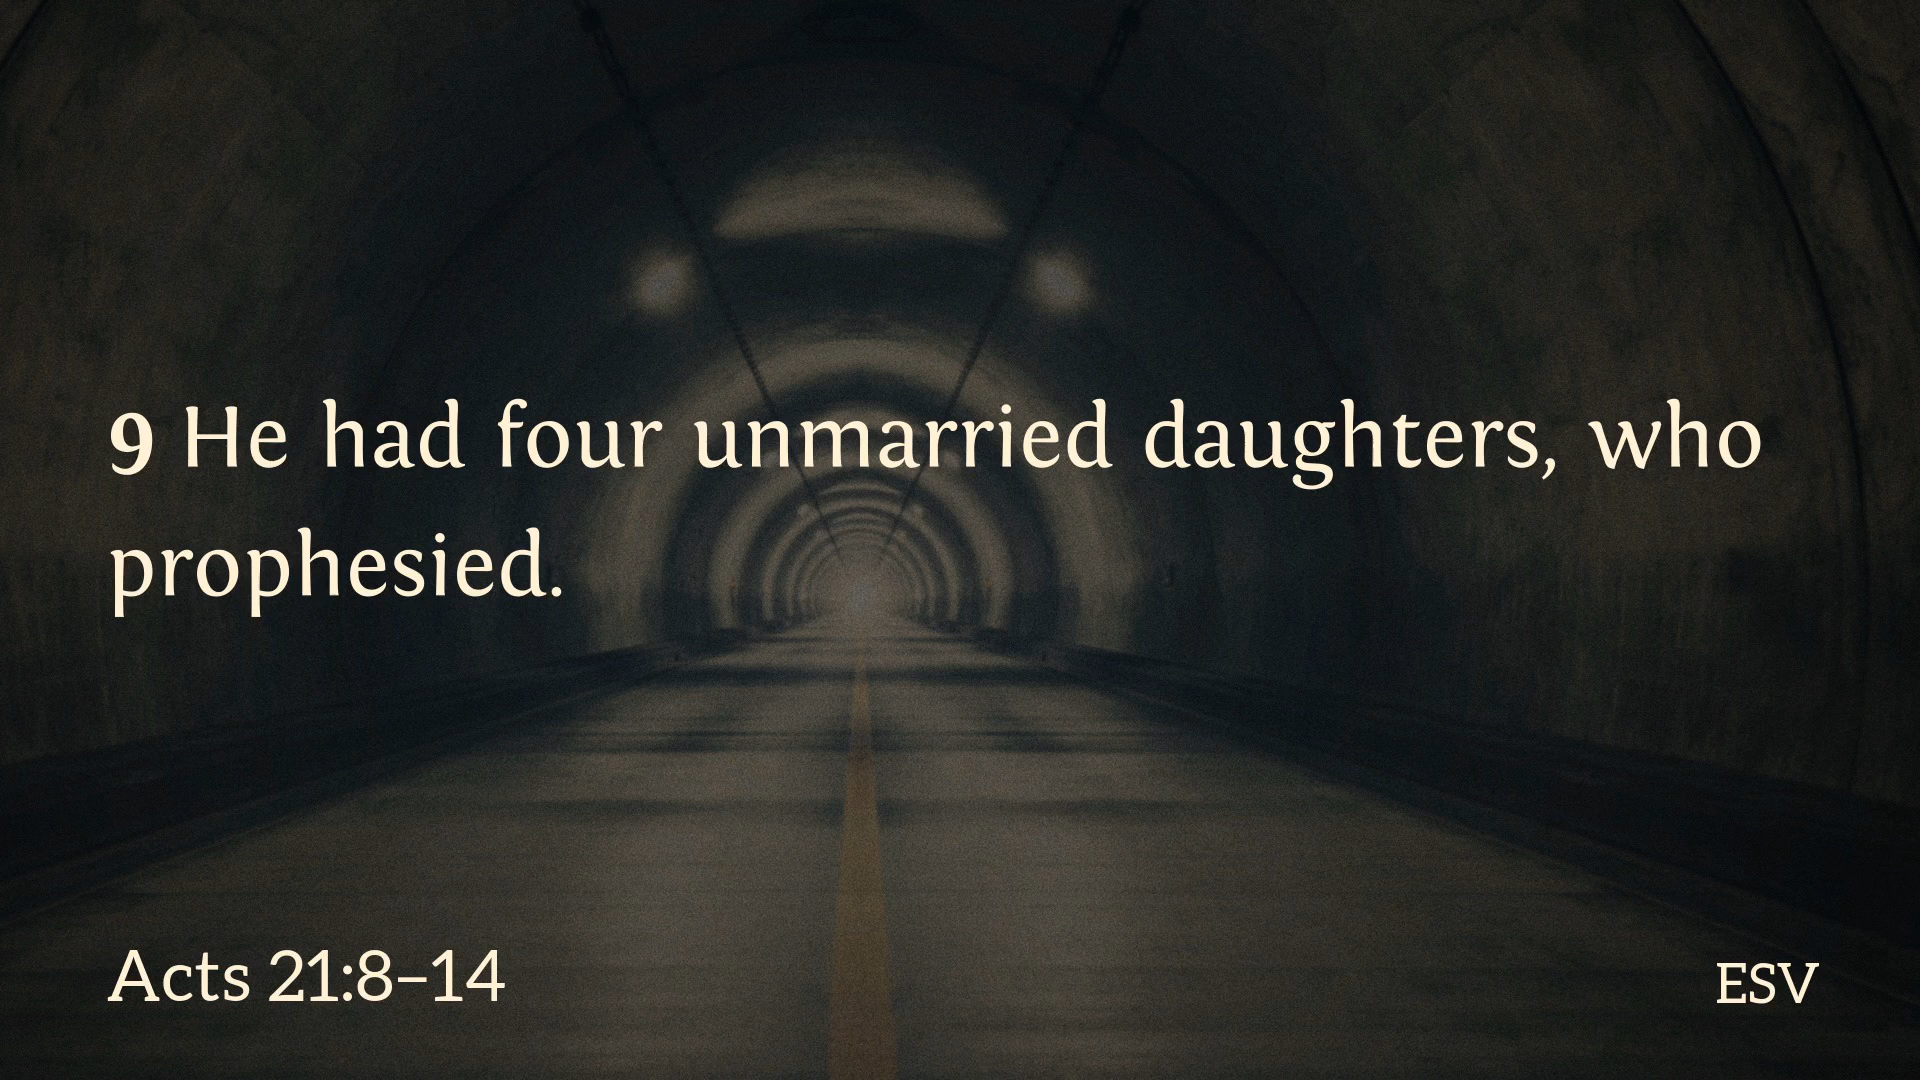 9 He had four unmarried daughters, who
prophesied.
Acts 21:8–14
ESV